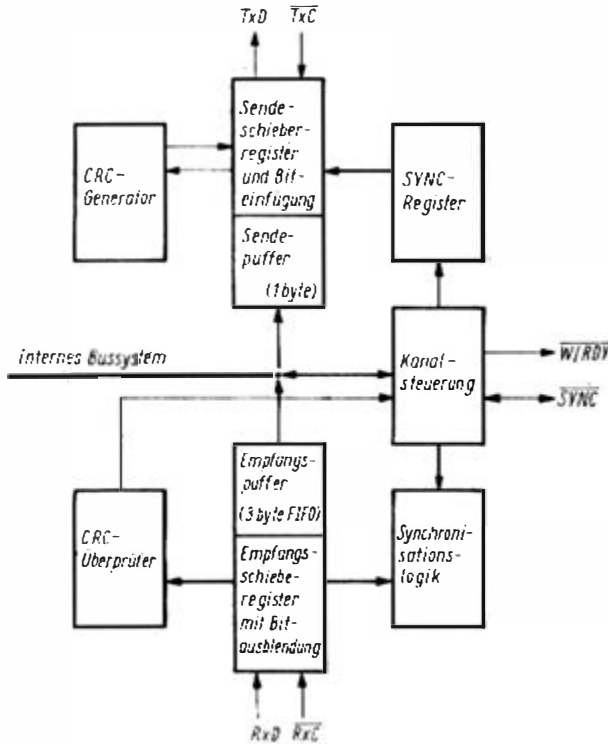 TxD
TxC
Sende-
schieber-
register
und Bit-
einfügung
CRC-
Generator
SYNC-
Register
Sende-
puffer
(1byte)
internes Bussystem
Kanal-
steuerung
W/RDY
SYNC
Empfangs-
puffer
(3 byte FIFO)
CRC-
Überprüfer
Empfangs-
schiebe-
register
mit Bit-
ausblendung
Synchroni-
sations-
logik
RxD
RxC